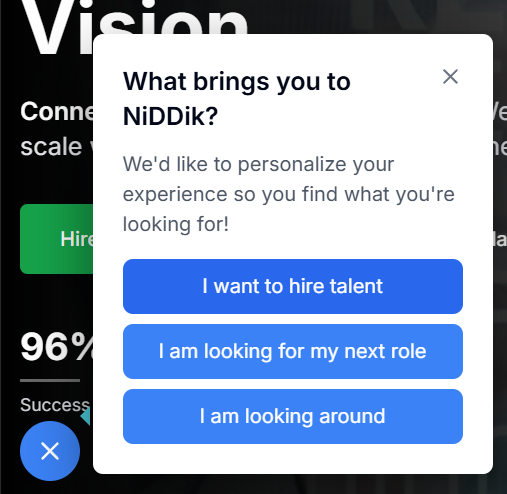 Vision
What brings you to
NiDDik?
We'd like to personalize your
experience so you find what you're
looking for!
I want to hire talent
I am looking for my next role
I am looking around
scale
Hire
96%
Success